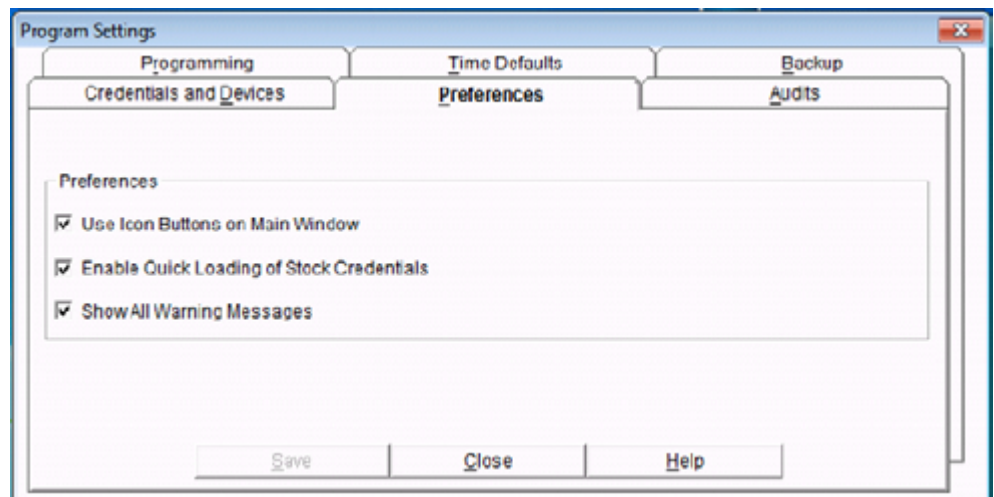 Program Settings
Programming Time Defaults Backup
Credentials and Devices Preferences Audits
Preferences
Use Icon Buttons on Main Window
Enable Quick Loading of Stock Credentials
Show All Warning Messages
Save Close Help